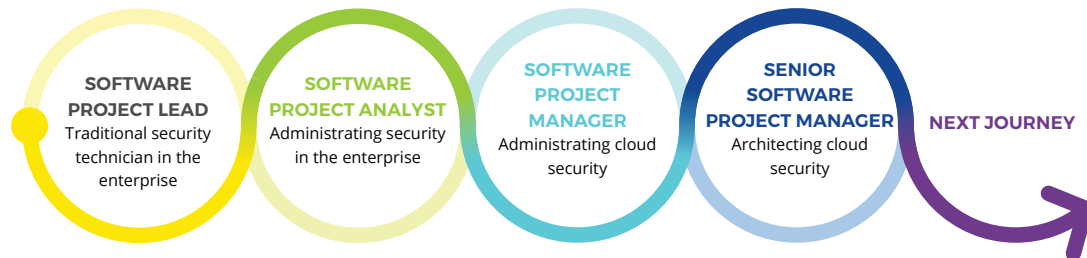 SOFTWARE
PROJECT LEAD
Traditional security
technician in the
enterprise
SOFTWARE
PROJECT ANALYST
Administrating security
in the enterprise
SOFTWARE
PROJECT
MANAGER
Administrating cloud
security
SENIOR
SOFTWARE
PROJECT MANAGER
Architecting cloud
security
NEXT JOURNEY